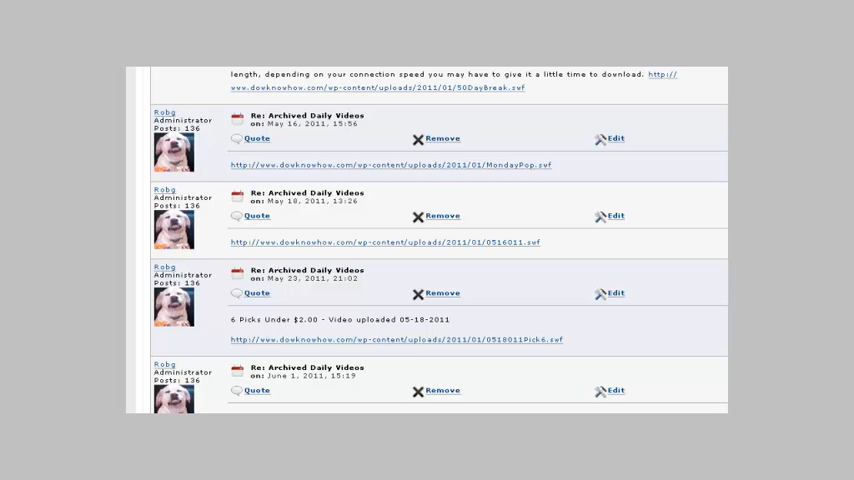 length, depending on your connection speed you may have to give it a little time to download. http://
www.dowknowhow.com/wp-content/uploads/2011/01/50DayBreak.swf
Robg
Administrator
Posts: 136
Re: Archived Daily Videos
on: May 16, 2011, 15:56
Quote Remove Edit
http://www.dowknowhow.com/wp-content/uploads/2011/01/MondayPop.swf
Robg
Administrator
Posts: 136
Re: Archived Daily Videos
on: May 18, 2011, 13:26
Quote Remove Edit
http://www.dowknowhow.com/wp-content/uploads/2011/01/0516011.swf
Robg
Administrator
Posts: 136
Re: Archived Daily Videos
on: May 23, 2011, 21:02
Quote Remove Edit
6 Picks Under $2.00 - Video uploaded 05-18-2011
http://www.dowknowhow.com/wp-content/uploads/2011/01/0518011Pick6.swf
Robg
Administrator
Posts: 136
Re: Archived Daily Videos
on: June 1, 2011, 15:19
Quote Remove Edit